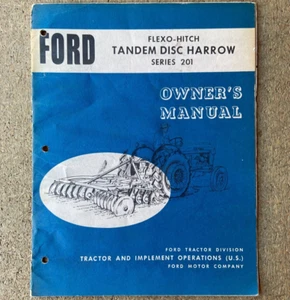 FORD
FLEXO-HITCH
TANDEM DISC HARROW
SERIES 201
OWNER'S
MANUAL
FORD TRACTOR DIVISION
TRACTOR AND IMPLEMENT OPERATIONS (U.S.)
FORD MOTOR COMPANY